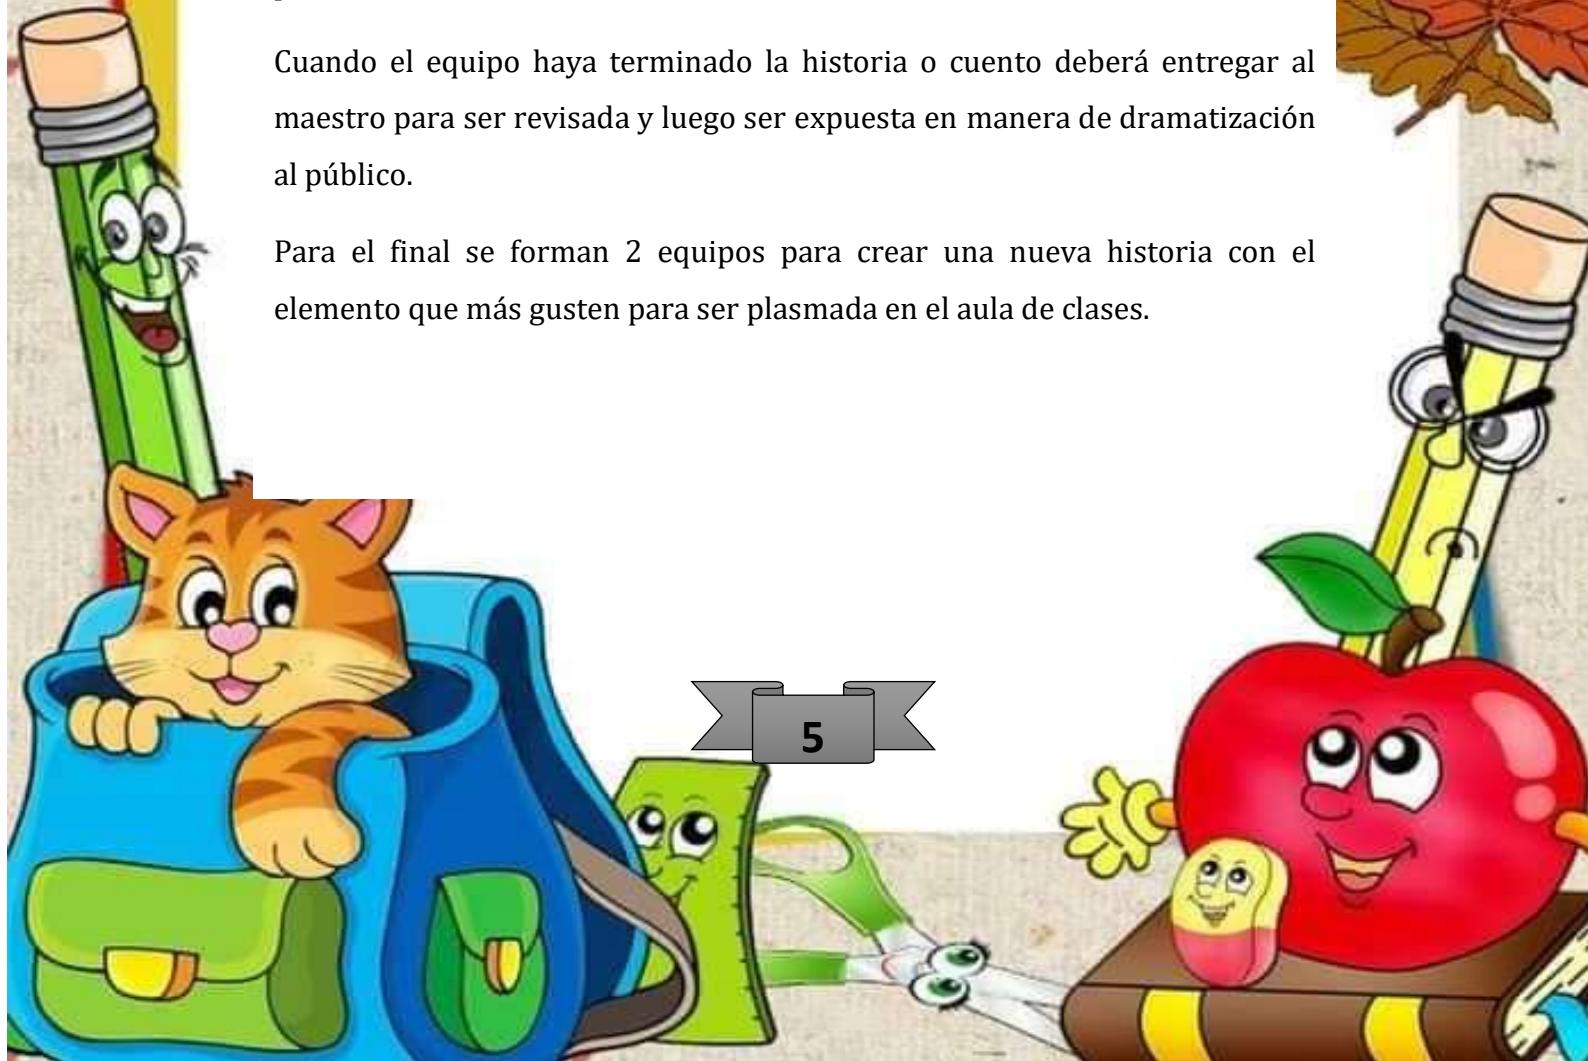 Cuando el equipo haya terminado la historia o cuento deberá entregar al
maestro para ser revisada y luego ser expuesta en manera de dramatización
al público.
Para el final se forman 2 equipos para crear una nueva historia con el
elemento que más gusten para ser plasmada en el aula de clases.
5